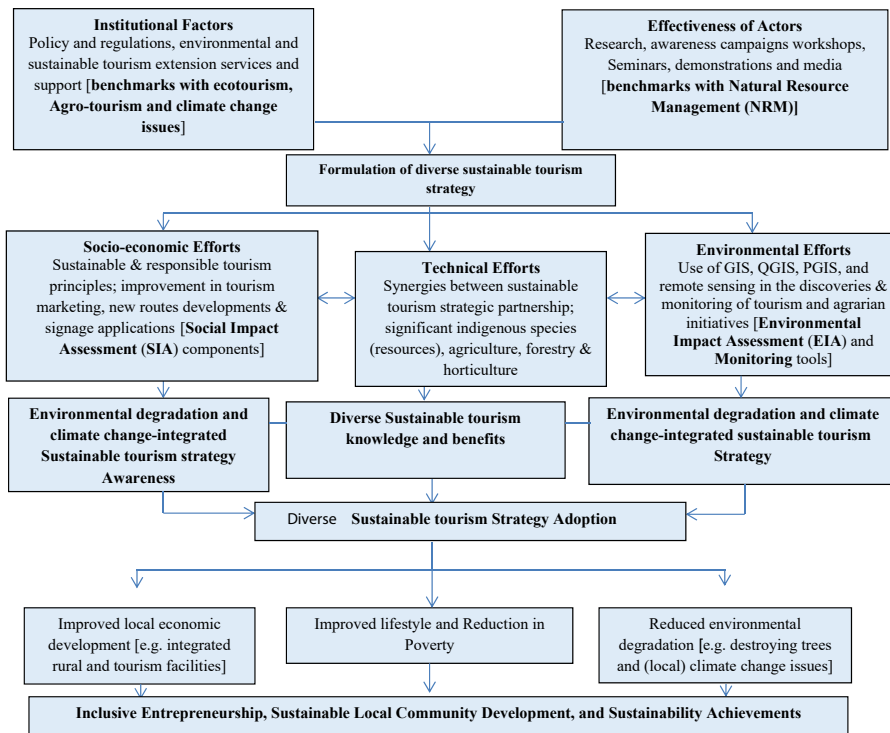 Institutional Factors
Policy and regulations, environmental and
sustainable tourism extension services and
support [benchmarks with ecotourism,
Agro-tourism and climate change
issues]
Effectiveness of Actors
Research, awareness campaigns workshops,
Seminars, demonstrations and media
[benchmarks with Natural Resource
Management (NRM)]
Formulation of diverse sustainable tourism
strategy
Socio-economic Efforts
Sustainable & responsible tourism
principles; improvement in tourism
marketing, new routes developments &
signage applications [Social Impact
Assessment (SIA) components]
Technical Efforts
Synergies between sustainable
tourism strategic partnership;
significant indigenous species
(resources), agriculture, forestry &
horticulture
Environmental Efforts
Use of GIS, QGIS, PGIS, and
remote sensing in the discoveries &
monitoring of tourism and agrarian
initiatives [Environmental
Impact Assessment (EIA) and
Monitoring tools]
Environmental degradation and
climate change-integrated
Sustainable tourism strategy
Awareness
Diverse Sustainable tourism
knowledge and benefits
Environmental degradation and climate
change-integrated sustainable tourism
Strategy
Diverse Sustainable tourism Strategy Adoption
Improved local economic
development [e.g. integrated
rural and tourism facilities]
Improved lifestyle and Reduction in
Poverty
Reduced environmental
degradation [e.g. destroying trees
and (local) climate change issues]
Inclusive Entrepreneurship, Sustainable Local Community Development, and Sustainability Achievements